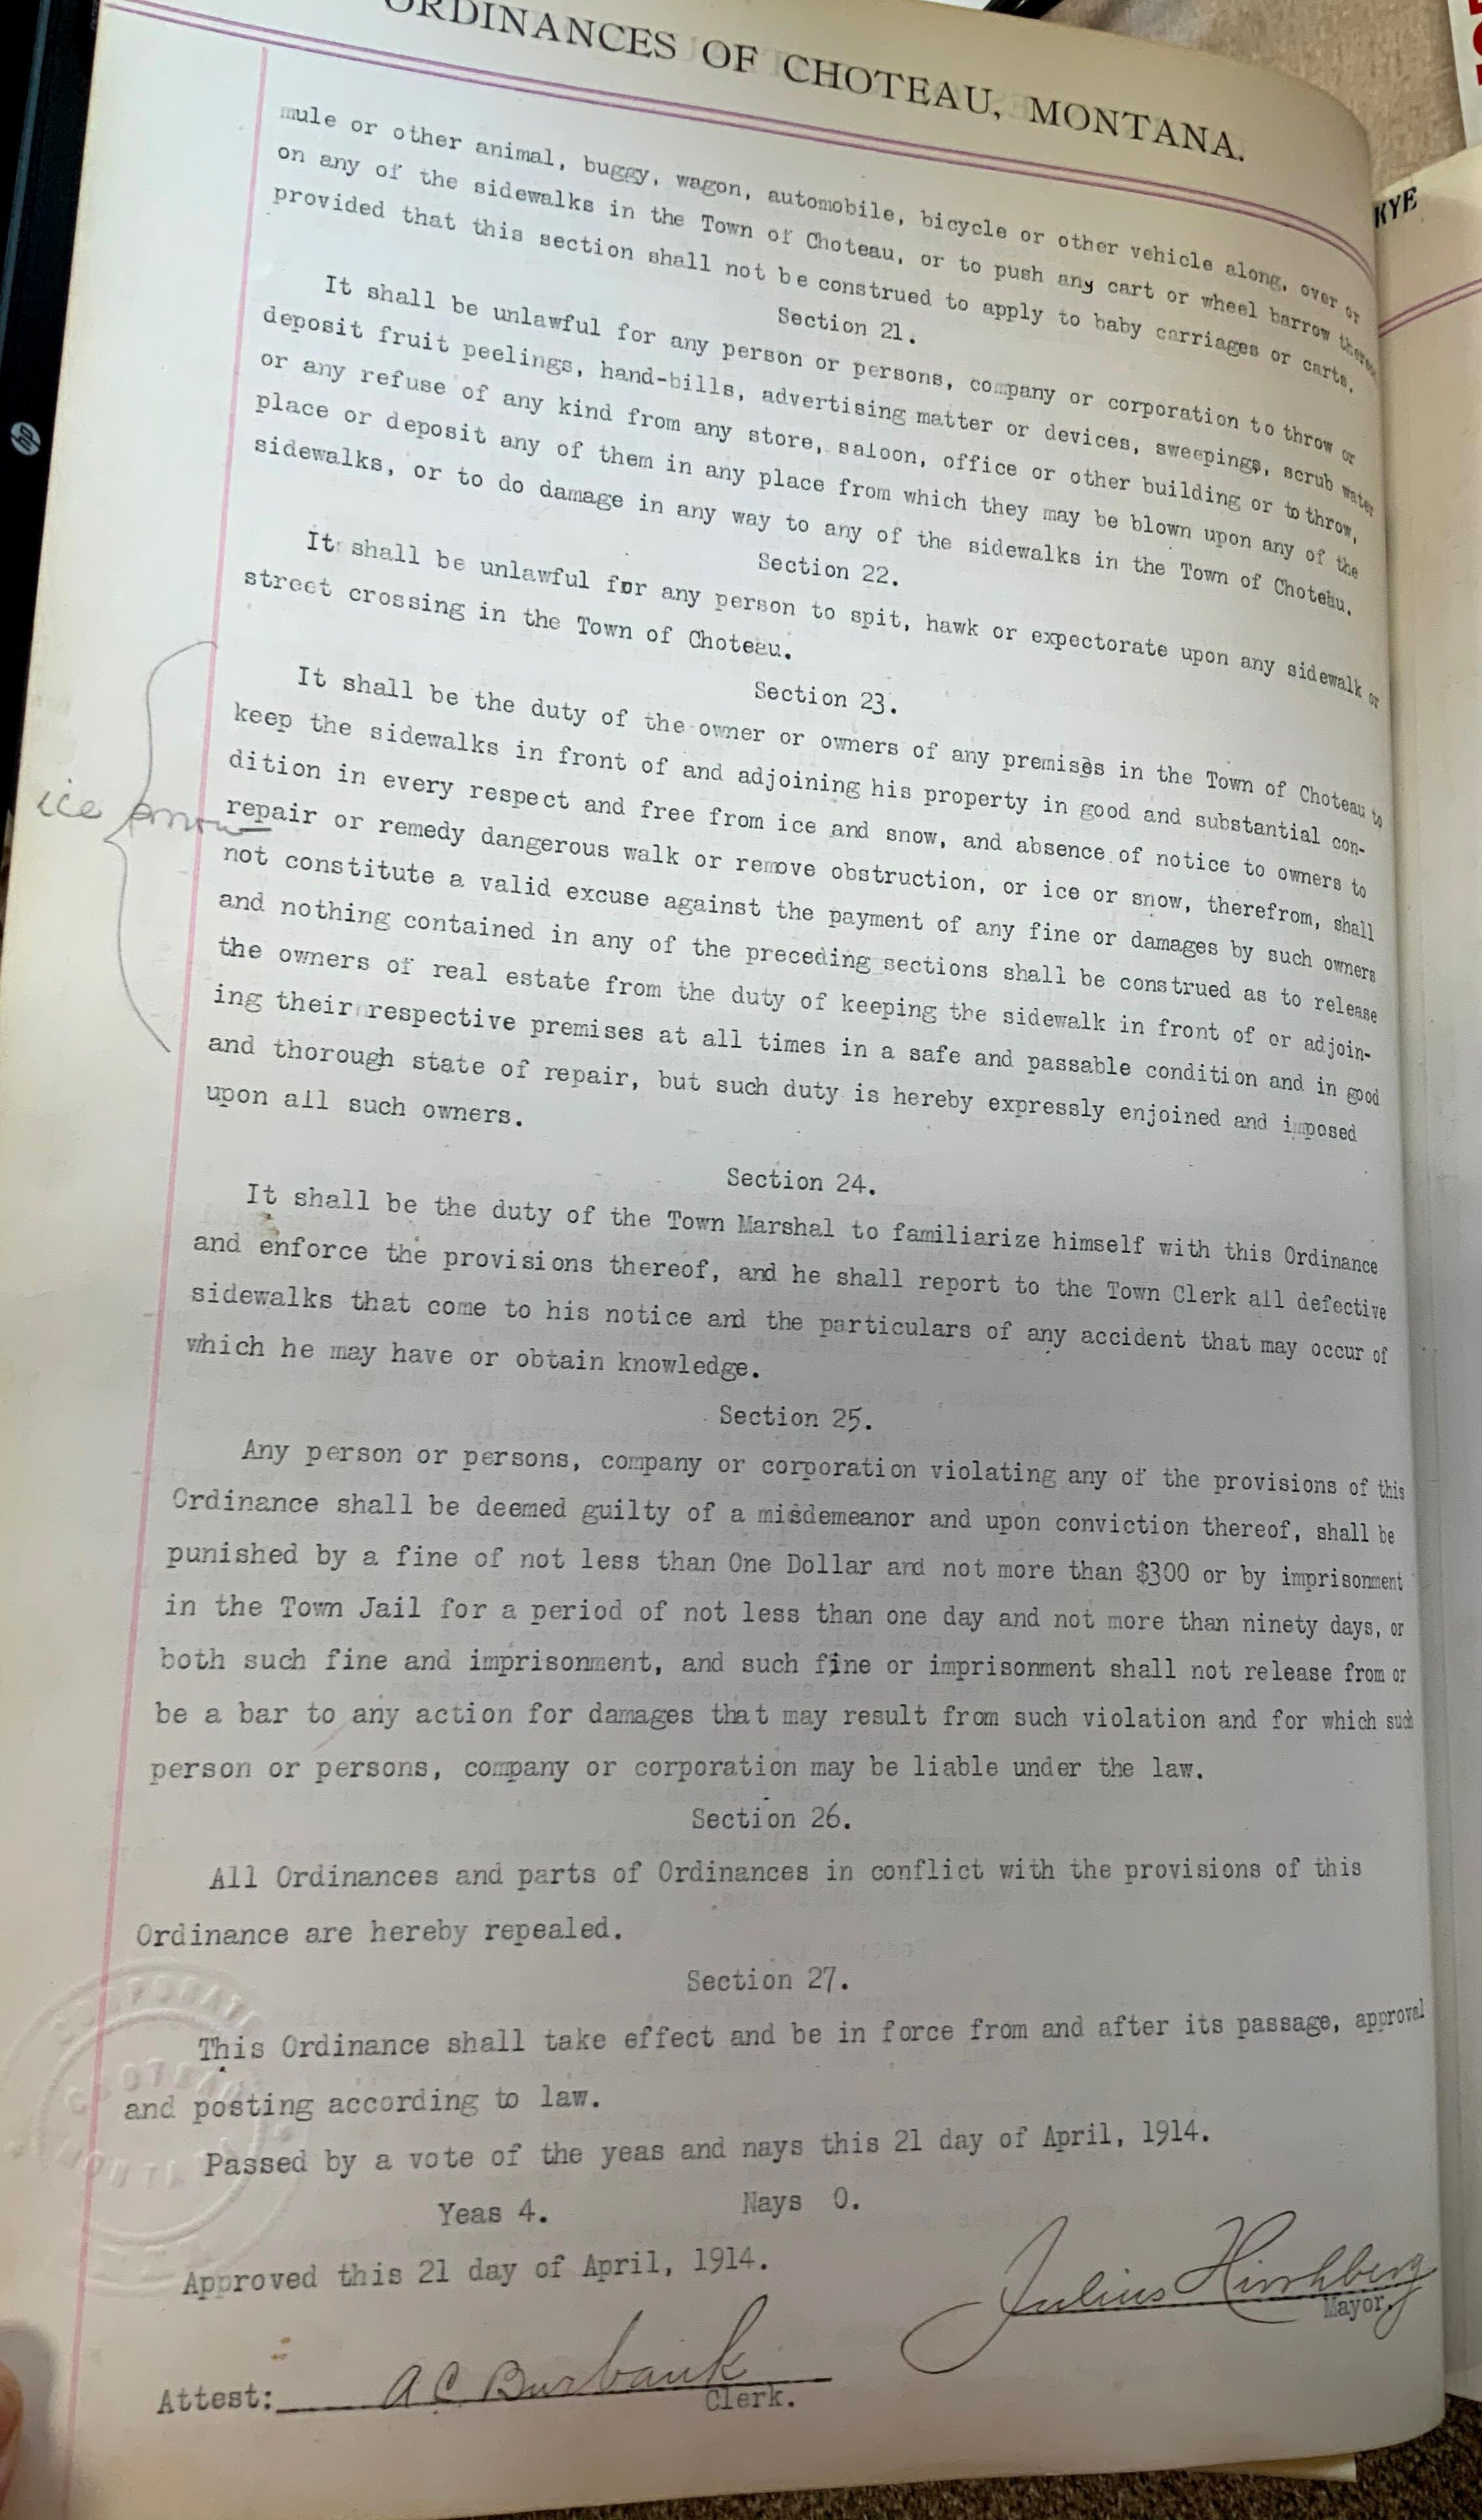 ORDINANCES OF CHOTEAU, MONTANA.
KYE
hp
mule or other animal, buggy, wagon, automobile, bicycle or other vehicle along, over or
on any of the sidewalks in the Town of Choteau, or to push any cart or wheel barrow
provided that this section shall not be construed to apply to baby carriages or carts.
Section 21.
It shall be unlawful for any person or persons, company or corporation to throw or
deposit fruit peelings, hand-bills, advertising matter or devices, sweepings, scrub water
or any refuse of any kind from any store, saloon, office or other building or to throw,
place or deposit any of them in any place from which they may be blown upon any of the
sidewalks, or to do damage in any way to any of the sidewalks in the Town of Choteau.
Section 22.
It shall be unlawful for any person to spit, hawk or expectorate upon any sidewalk or
street crossing in the Town of Choteau.
Section 23.
It shall be the duty of the owner or owners of any premises in the Town of Choteau to
keep the sidewalks in front of and adjoining his property in good and substantial con-
dition in every respect and free from ice and snow, and absence of notice to owners to
ice snow
repair or remedy dangerous walk or remove obstruction, or ice or snow, therefrom, shall
not constitute a valid excuse against the payment of any fine or damages by such owners
and nothing contained in any of the preceding sections shall be construed as to release
the owners of real estate from the duty of keeping the sidewalk in front of or adjoin-
ing their respective premises at all times in a safe and passable condition and in good
and thorough state of repair, but such duty is hereby expressly enjoined and imposed
upon all such owners.
Section 24.
It shall be the duty of the Town Marshal to familiarize himself with this Ordinance
and enforce the provisions thereof, and he shall report to the Town Clerk all defective
sidewalks that come to his notice and the particulars of any accident that may occur of
which he may have or obtain knowledge.
Section 25.
Any person or persons, company or corporation violating any of the provisions of this
Ordinance shall be deemed guilty of a misdemeanor and upon conviction thereof, shall be
punished by a fine of not less than One Dollar and not more than $300 or by imprisonment
in the Town Jail for a period of not less than one day and not more than ninety days, or
both such fine and imprisonment, and such fine or imprisonment shall not release from or
be a bar to any action for damages that may result from such violation and for which such
person or persons, company or corporation may be liable under the law.
Section 26.
All Ordinances and parts of Ordinances in conflict with the provisions of this
Ordinance are hereby repealed.
Section 27.
This Ordinance shall take effect and be in force from and after its passage, approval
and posting according to law.
Passed by a vote of the yeas and nays this 21 day of April, 1914.
Yeas 4. Nays 0.
Approved this 21 day of April, 1914.
Julius Hirshberg
Mayor.
Attest: A C Burbank
Clerk.